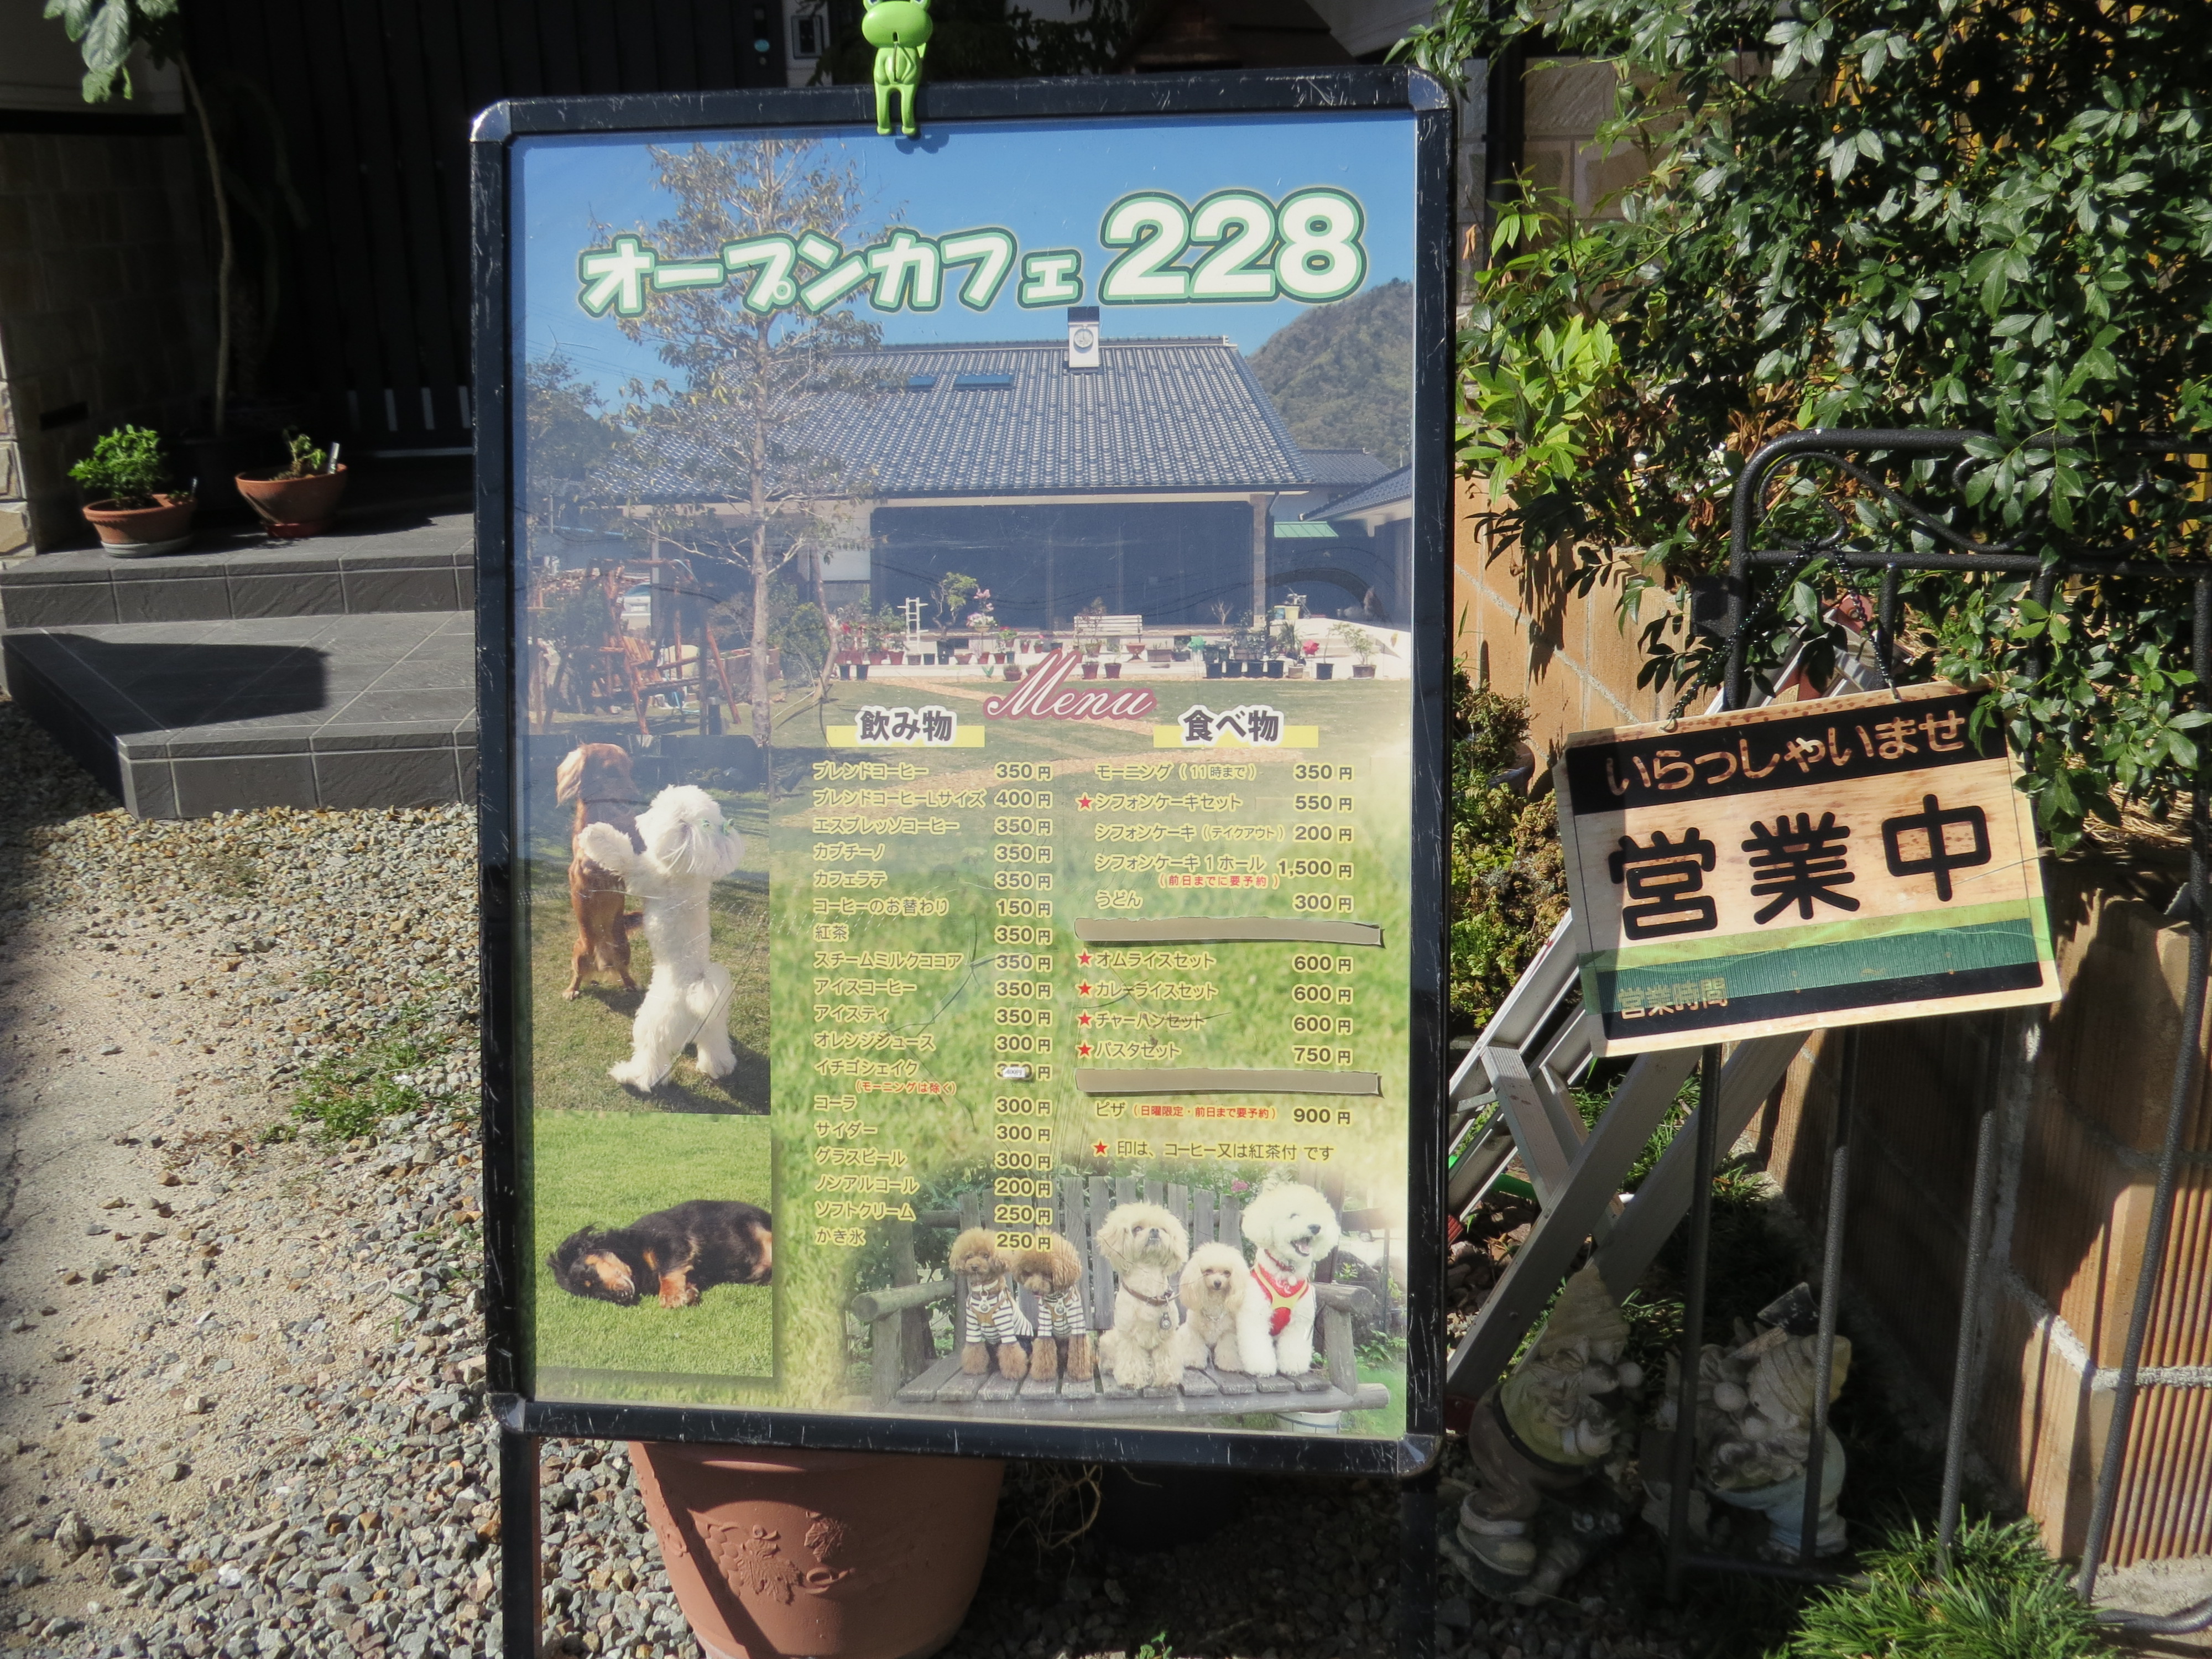 オープンカフェ 228
Menu
飲み物
ブレンドコーヒー 350円
ブレンドコーヒーLサイズ 400円
エスプレッソコーヒー 350円
カプチーノ 350円
カフェラテ 350円
コーヒーのお替わり 150円
紅茶 350円
スチームミルクココア 350円
アイスコーヒー 350円
アイスティ 350円
オレンジジュース 300円
イチゴシェイク 円
(モーニングは除く)
コーラ 300円
サイダー 300円
グラスビール 300円
ノンアルコール 200円
ソフトクリーム 250円
かき氷 250円
食べ物
モーニング (11時まで) 350円
★シフォンケーキセット 550円
シフォンケーキ (テイクアウト) 200円
シフォンケーキ1ホール 1,500円
(前日までに要予約)
うどん 300円
★オムライスセット 600円
★カレーライスセット 600円
★チャーハンセット 600円
★パスタセット 750円
ピザ (日曜限定・前日まで要予約) 900円
★印は、コーヒー又は紅茶付です
いらっしゃいませ
営業中
営業時間